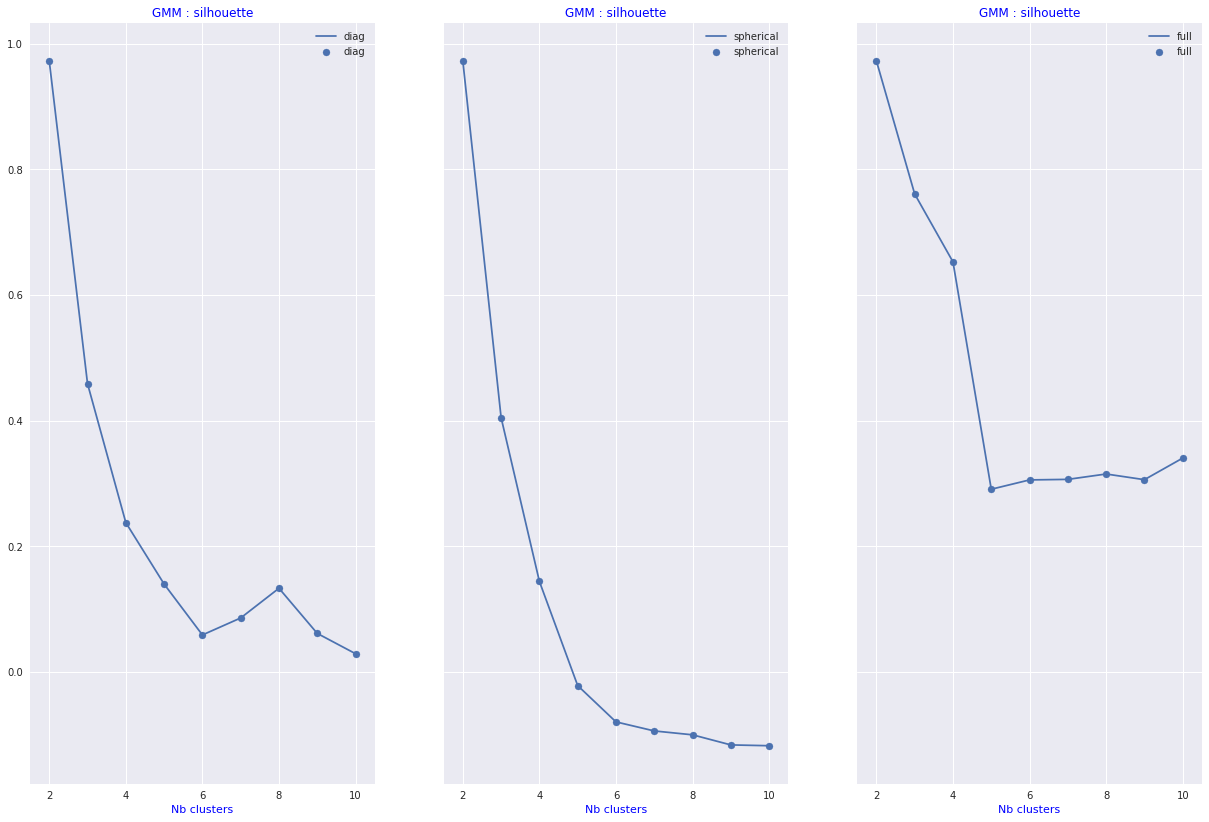 GMM : silhouette
diag
diag
1.0
0.8
0.6
0.4
0.2
0.0
2 4 6 8 10
Nb clusters
GMM : silhouette
spherical
spherical
2 4 6 8 10
Nb clusters
GMM : silhouette
full
full
2 4 6 8 10
Nb clusters